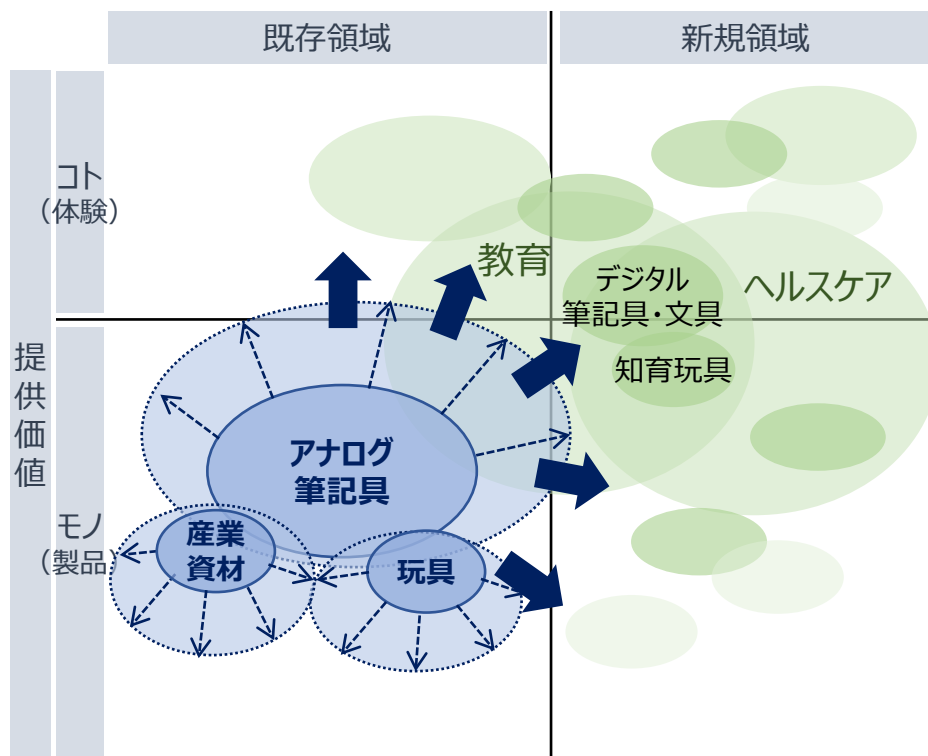 既存領域
新規領域
提供価値
コト
（体験）
モノ
（製品）
教育
デジタル
筆記具・文具
ヘルスケア
知育玩具
アナログ
筆記具
産業
資材
玩具